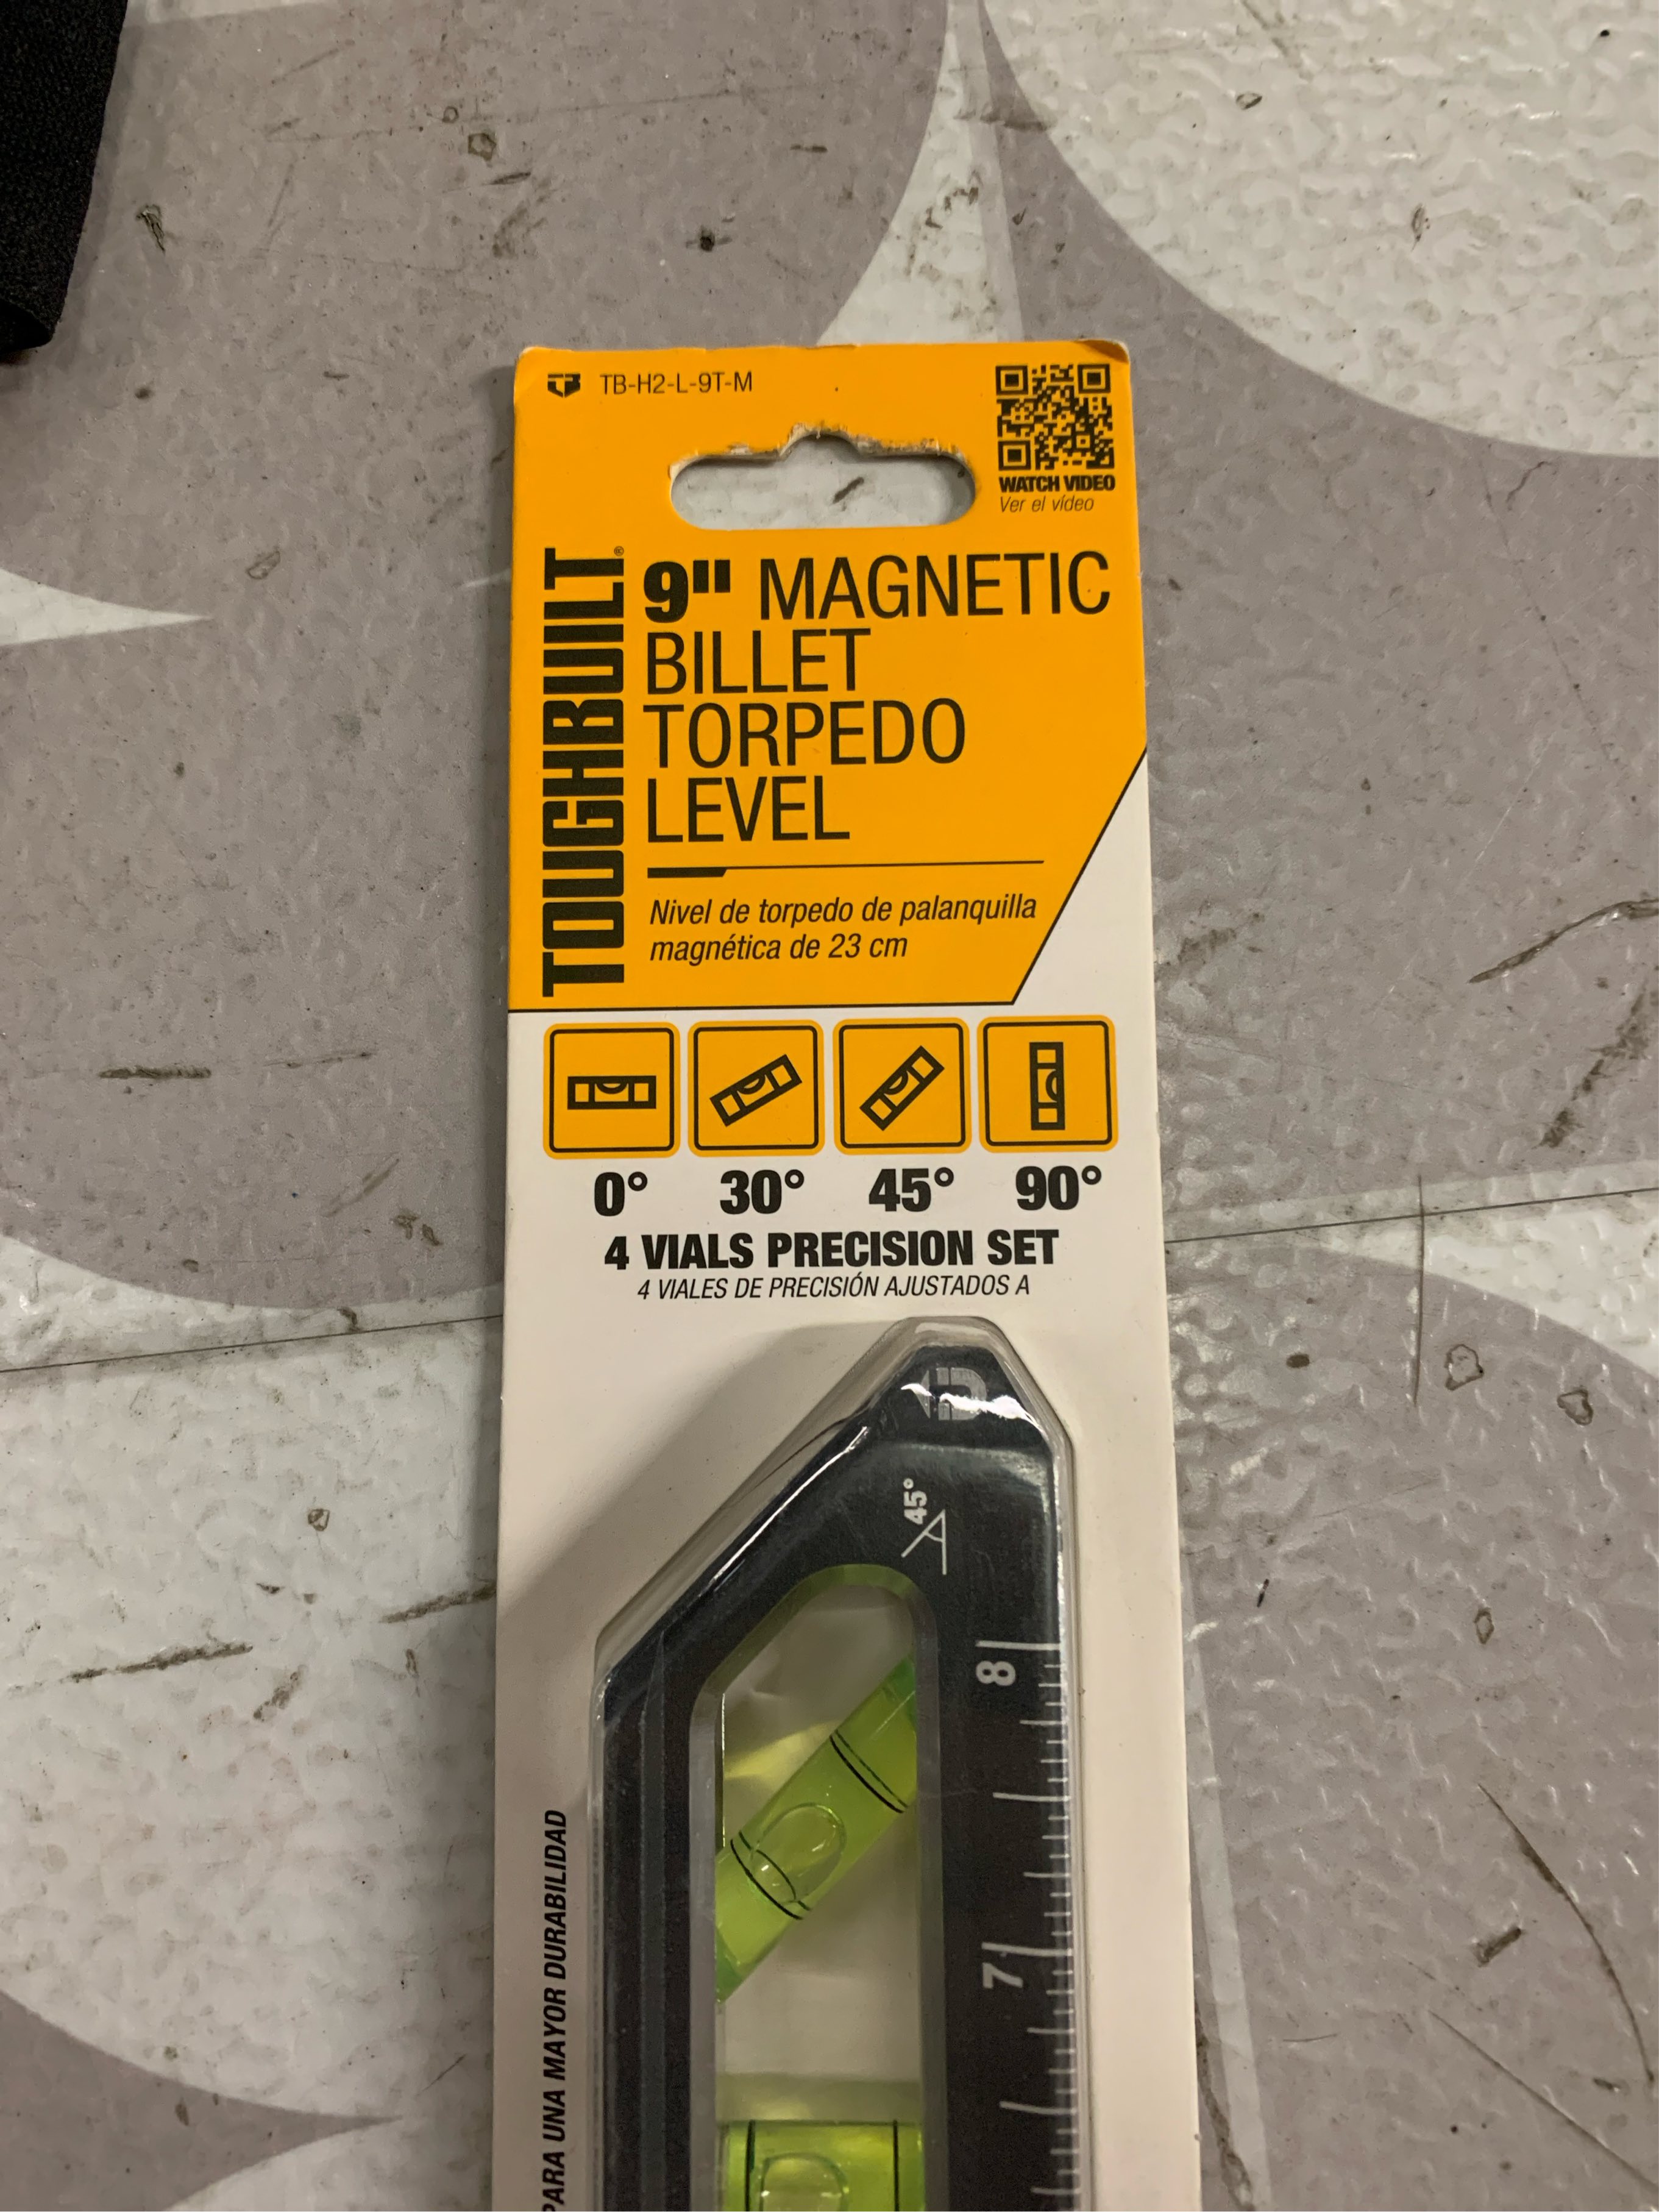 TB-H2-L-9T-M
WATCH VIDEO
Ver el vídeo
TOUGHBUILT®
9" MAGNETIC
BILLET
TORPEDO
LEVEL
Nivel de torpedo de palanquilla
magnética de 23 cm
0° 30° 45° 90°
4 VIALS PRECISION SET
4 VIALES DE PRECISIÓN AJUSTADOS A
45°
8
7
PARA UNA MAYOR DURABILIDAD